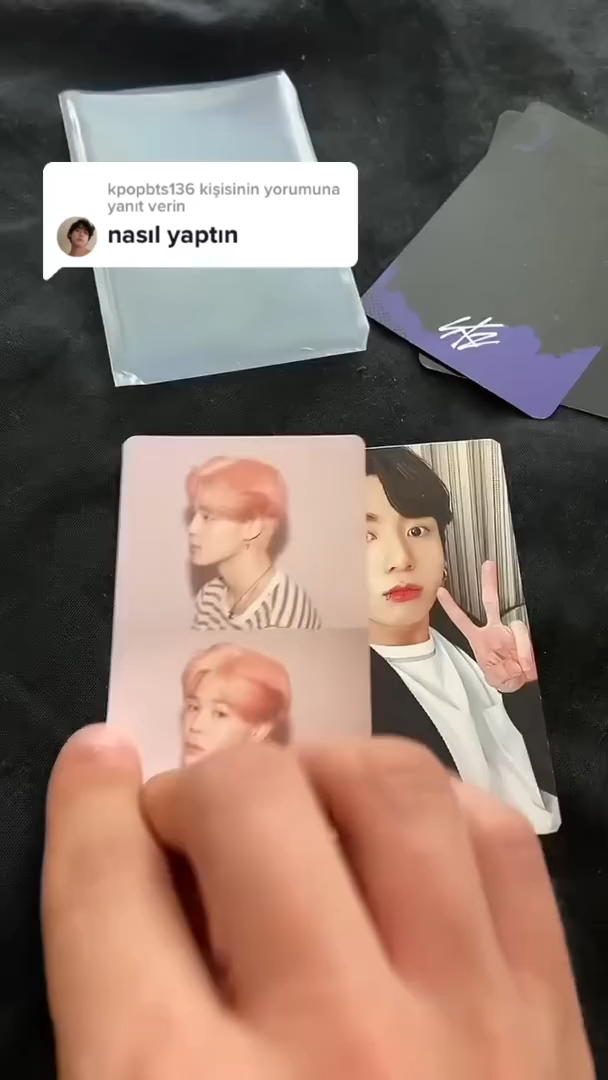 kpopbts136 kişisinin yorumuna
yanıt verin
nasıl yaptın